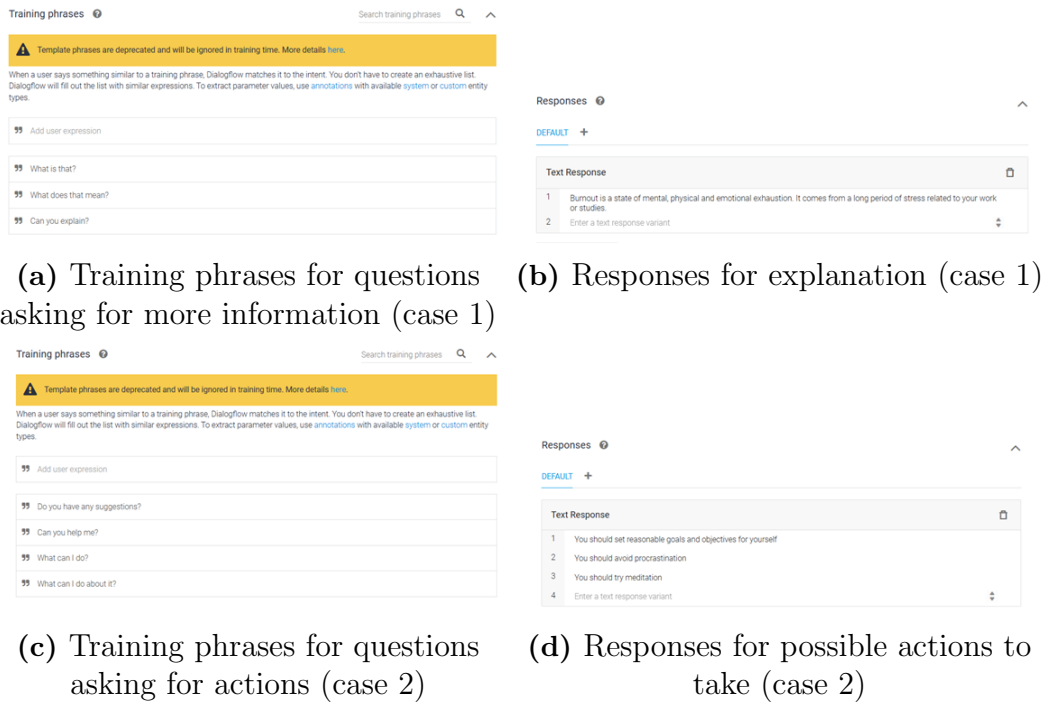 Training phrases
Search training phrases
Template phrases are deprecated and will be ignored in training time. More details here.
When a user says something similar to a training phrase, Dialogflow matches it to the intent. You don't have to create an exhaustive list.
Dialogflow will fill out the list with similar expressions. To extract parameter values, use annotations with available system or custom entity
types.
Add user expression
What is that?
What does that mean?
Can you explain?
Responses
DEFAULT +
Text Response
1 Burnout is a state of mental, physical and emotional exhaustion. It comes from a long period of stress related to your work
or studies.
2 Enter a text response variant
(a) Training phrases for questions
asking for more information (case 1)
(b) Responses for explanation (case 1)
Training phrases
Search training phrases
Template phrases are deprecated and will be ignored in training time. More details here.
When a user says something similar to a training phrase, Dialogflow matches it to the intent. You don't have to create an exhaustive list.
Dialogflow will fill out the list with similar expressions. To extract parameter values, use annotations with available system or custom entity
types.
Add user expression
Do you have any suggestions?
Can you help me?
What can I do?
What can I do about it?
Responses
DEFAULT +
Text Response
1 You should set reasonable goals and objectives for yourself
2 You should avoid procrastination
3 You should try meditation
4 Enter a text response variant
(c) Training phrases for questions
asking for actions (case 2)
(d) Responses for possible actions to
take (case 2)